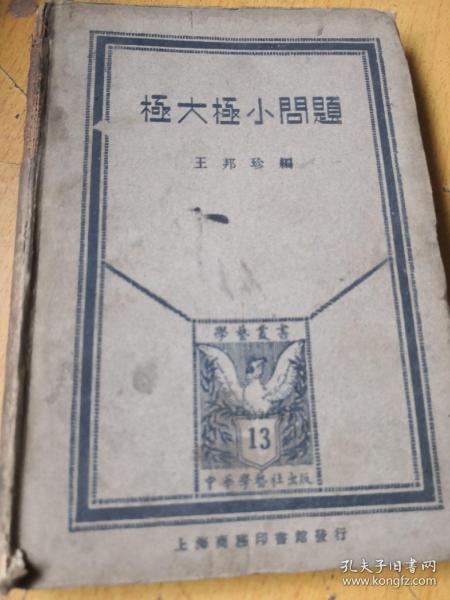 極大極小問題
王邦珍編
學藝叢書
13
中華學藝社出版
上海商務印書館發行
孔夫子旧书网
www.kongfz.com